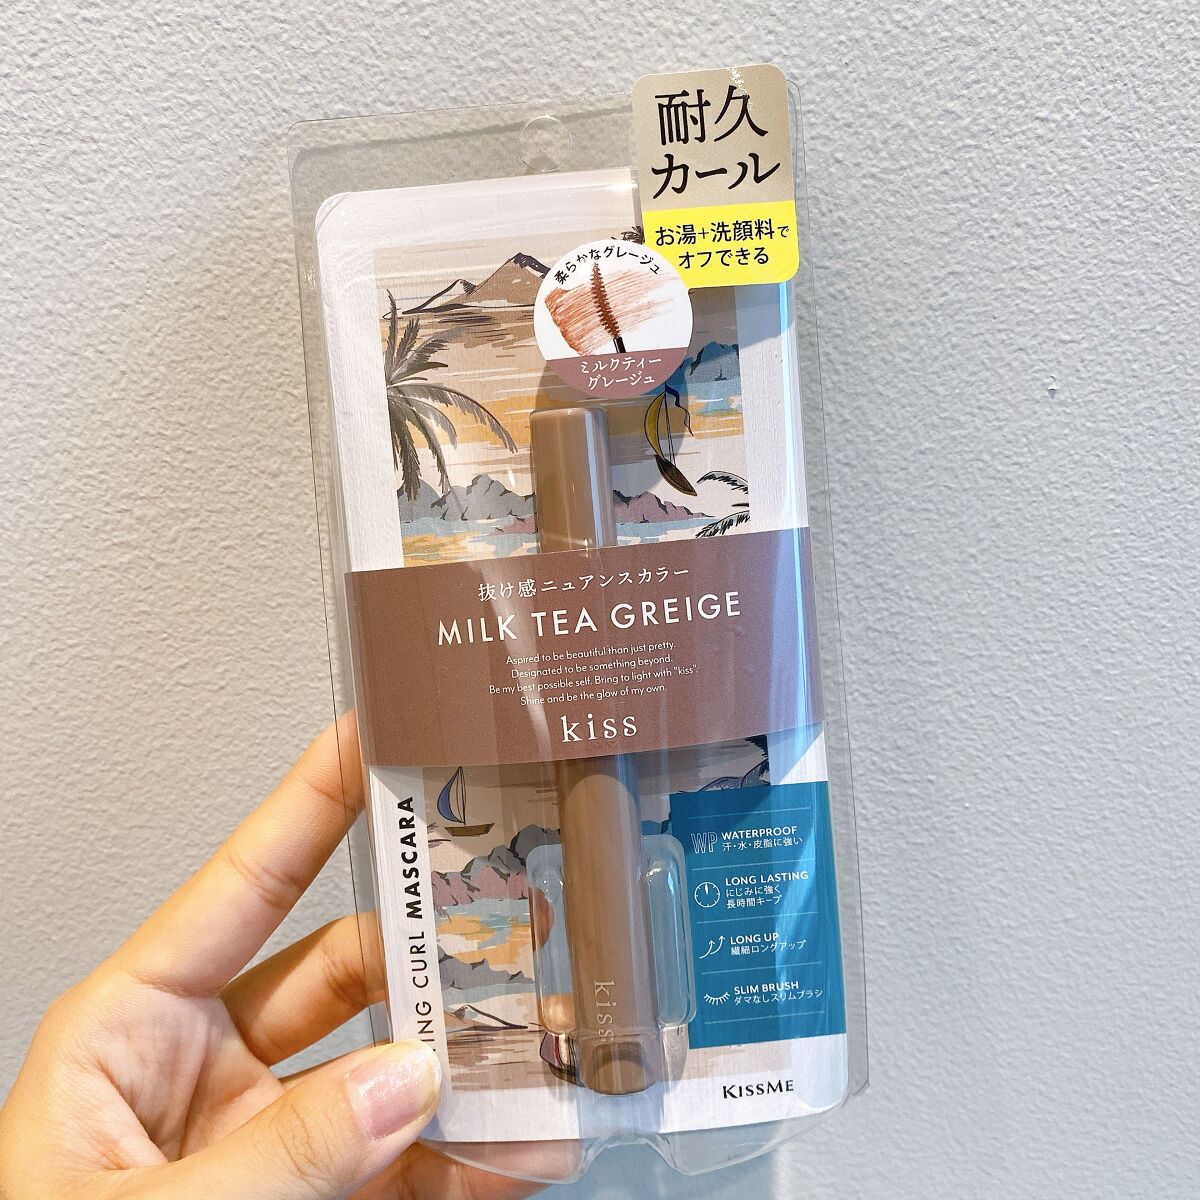 耐久
カール
お湯+洗顔料で
オフできる
柔らかなグレージュ
ミルクティー
グレージュ
抜け感ニュアンスカラー
MILK TEA GREIGE
Aspired to be beautiful than just pretty.
Designated to be something beyond.
Be my best possible self. Bring to light with "kiss".
Shine and be the glow of my own.
kiss
CURL MASCARA
WP WATERPROOF
汗・水・皮脂に強い
LONG LASTING
にじみに強く
長時間キープ
LONG UP
繊細ロングアップ
SLIM BRUSH
ダマなしスリムブラシ
kiss
KISSME